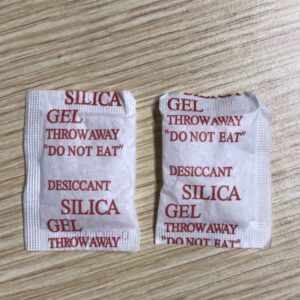 SILICA
GEL
THROWAWAY
"DO NOT EAT"
DESICCANT
SILICA
GEL
THROWAWAY
SILICA
GEL
THROWAWAY
"DO NOT EAT"
DESICCANT
SILICA
GEL
THROWAWAY
"DO NOT EAT"